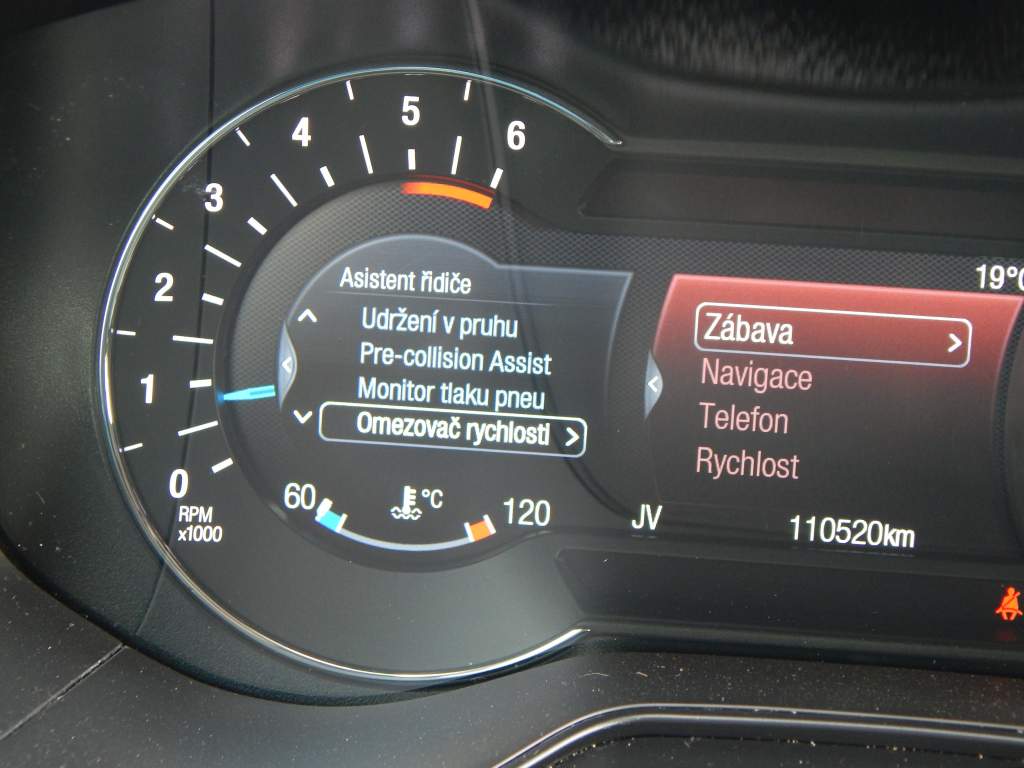 5
4
6
3
2
1
0
RPM
x1000
Asistent řidiče
Udržení v pruhu
Pre-collision Assist
Monitor tlaku pneu
Omezovač rychlosti >
60
°C
120
19°C
Zábava >
Navigace
Telefon
Rychlost
JV
110520km